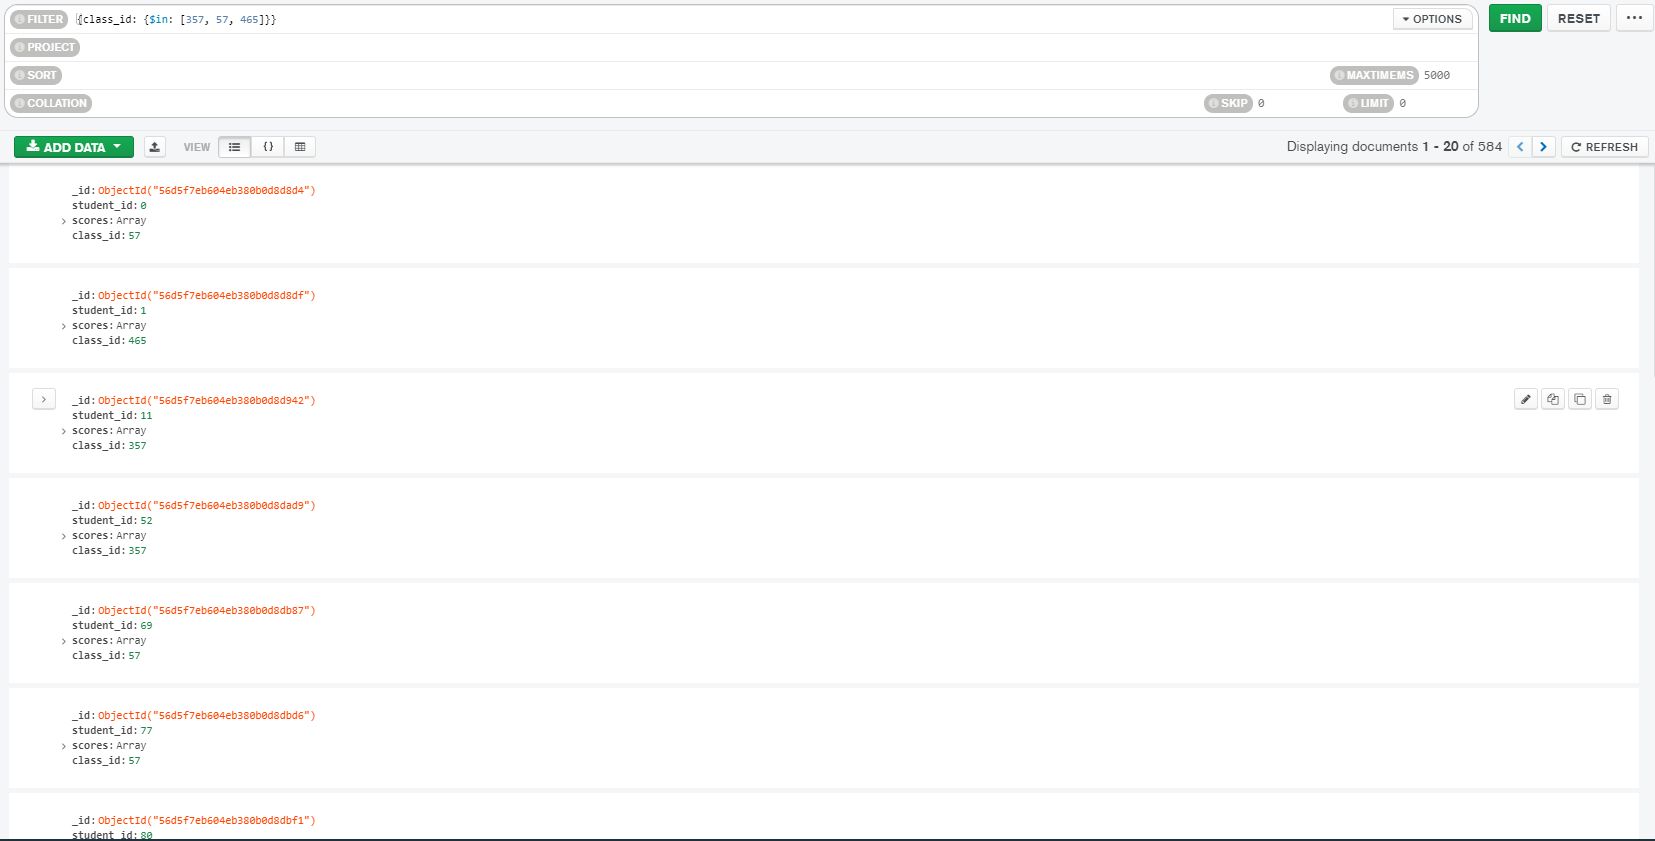 FILTER {class_id: {$in: [357, 57, 465]}} OPTIONS FIND RESET ...
PROJECT
SORT MAXTIMEMS 5000
COLLATION SKIP 0 LIMIT 0
ADD DATA VIEW {} Displaying documents 1 - 20 of 584 REFRESH
_id: ObjectId("56d5f7eb604eb380b0d8d8d4")
student_id: 0
scores: Array
class_id: 57
_id: ObjectId("56d5f7eb604eb380b0d8d8df")
student_id: 1
scores: Array
class_id: 465
_id: ObjectId("56d5f7eb604eb380b0d8d942")
student_id: 11
scores: Array
class_id: 357
_id: ObjectId("56d5f7eb604eb380b0d8dad9")
student_id: 52
scores: Array
class_id: 357
_id: ObjectId("56d5f7eb604eb380b0d8db87")
student_id: 69
scores: Array
class_id: 57
_id: ObjectId("56d5f7eb604eb380b0d8dbd6")
student_id: 77
scores: Array
class_id: 57
_id: ObjectId("56d5f7eb604eb380b0d8dbf1")
student_id: 80